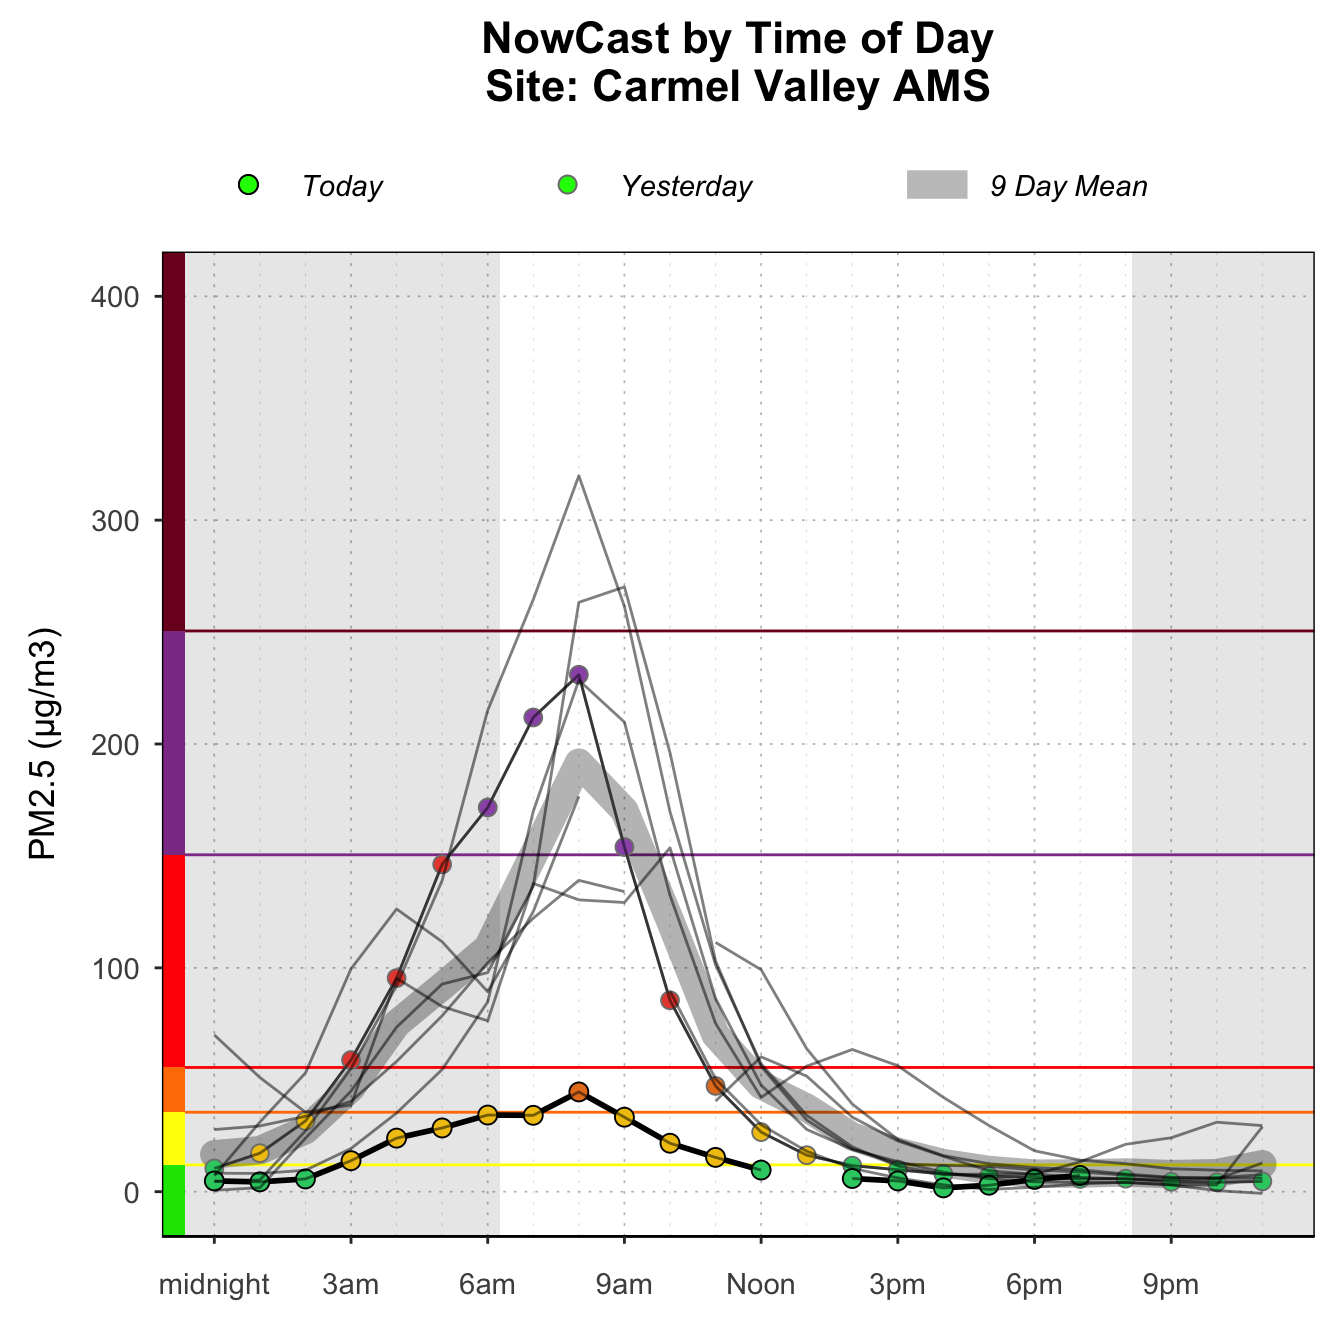 NowCast by Time of Day
Site: Carmel Valley AMS
Today Yesterday 9 Day Mean
PM2.5 (µg/m3)
400
300
200
100
0
midnight 3am 6am 9am Noon 3pm 6pm 9pm